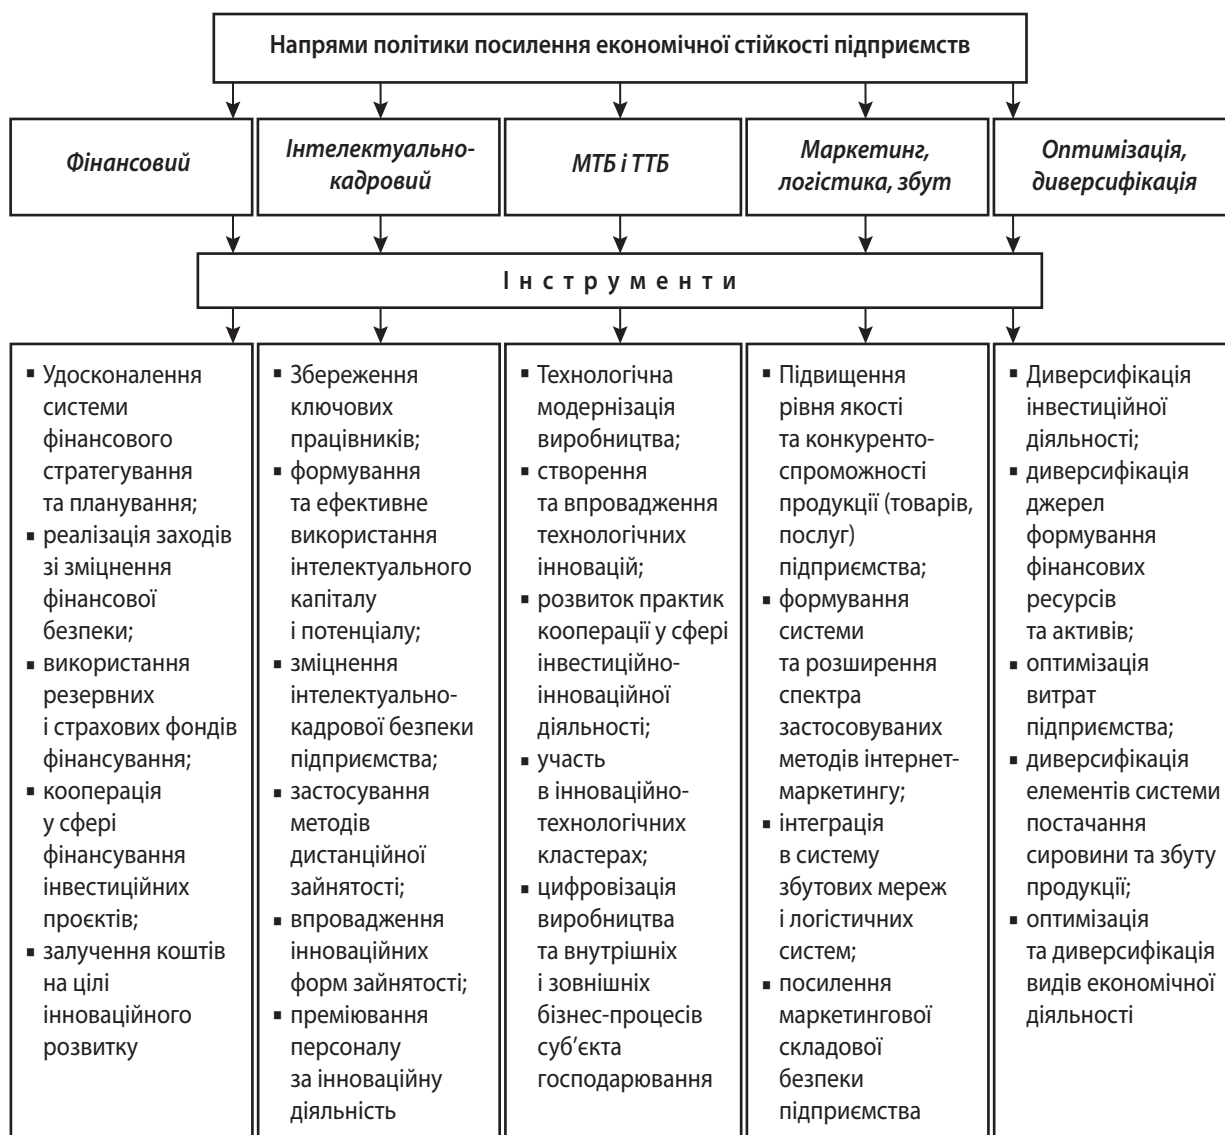 Напрями політики посилення економічної стійкості підприємств
Фінансовий
Інтелектуально-
кадровий
МТБ і ТТБ
Маркетинг,
логістика, збут
Оптимізація,
диверсифікація
Інструменти
▪ Удосконалення
системи
фінансового
стратегування
та планування;
▪ реалізація заходів
зі зміцнення
фінансової
безпеки;
▪ використання
резервних
і страхових фондів
фінансування;
▪ кооперація
у сфері
фінансування
інвестиційних
проєктів;
▪ залучення коштів
на цілі
інноваційного
розвитку
▪ Збереження
ключових
працівників;
▪ формування
та ефективне
використання
інтелектуального
капіталу
і потенціалу;
▪ зміцнення
інтелектуально-
кадрової безпеки
підприємства;
▪ застосування
методів
дистанційної
зайнятості;
▪ впровадження
інноваційних
форм зайнятості;
▪ преміювання
персоналу
за інноваційну
діяльність
▪ Технологічна
модернізація
виробництва;
▪ створення
та впровадження
технологічних
інновацій;
▪ розвиток практик
кооперації у сфері
інвестиційно-
інноваційної
діяльності;
▪ участь
в інноваційно-
технологічних
кластерах;
▪ цифровізація
виробництва
та внутрішніх
і зовнішніх
бізнес-процесів
суб’єкта
господарювання
▪ Підвищення
рівня якості
та конкуренто-
спроможності
продукції (товарів,
послуг)
підприємства;
▪ формування
системи
та розширення
спектра
застосовуваних
методів інтернет-
маркетингу;
▪ інтеграція
в систему
збутових мереж
і логістичних
систем;
▪ посилення
маркетингової
складової
безпеки
підприємства
▪ Диверсифікація
інвестиційної
діяльності;
▪ диверсифікація
джерел
формування
фінансових
ресурсів
та активів;
▪ оптимізація
витрат
підприємства;
▪ диверсифікація
елементів системи
постачання
сировини та збуту
продукції;
▪ оптимізація
та диверсифікація
видів економічної
діяльності